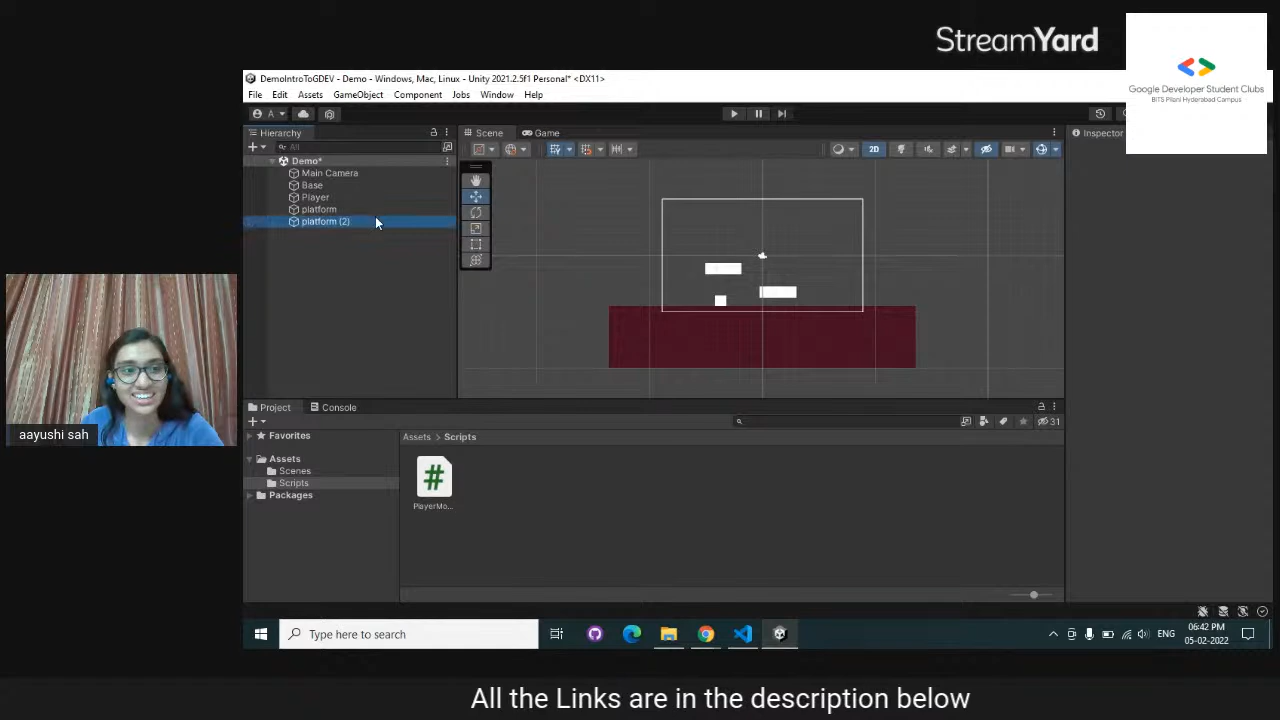 StreamYard
Google Developer Student Clubs
BITS Pilani Hyderabad Campus
DemoIntroToGDEV - Demo - Windows, Mac, Linux - Unity 2021.2.5f1 Personal* <DX11>
File Edit Assets GameObject Component Jobs Window Help
A
Hierarchy
Scene
Game
Inspector
All
2D
Demo*
Main Camera
Base
Player
platform
platform (2)
Project
Console
31
Favorites
Assets > Scripts
Assets
Scenes
Scripts
Packages
#
PlayerMo...
aayushi sah
Type here to search
ENG
06:42 PM
05-02-2022
All the Links are in the description below